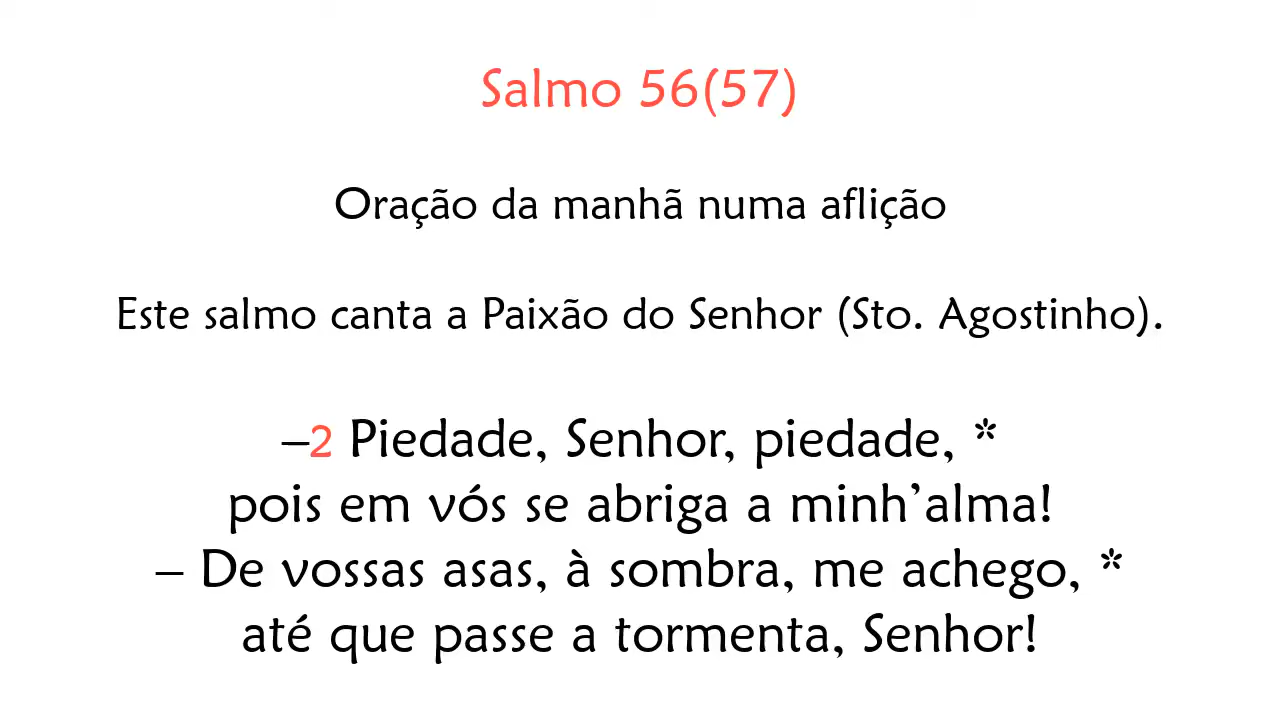 Salmo 56(57)
Oração da manhã numa aflição
Este salmo canta a Paixão do Senhor (Sto. Agostinho).
–2 Piedade, Senhor, piedade, *
pois em vós se abriga a minh’alma!
– De vossas asas, à sombra, me achego, *
até que passe a tormenta, Senhor!